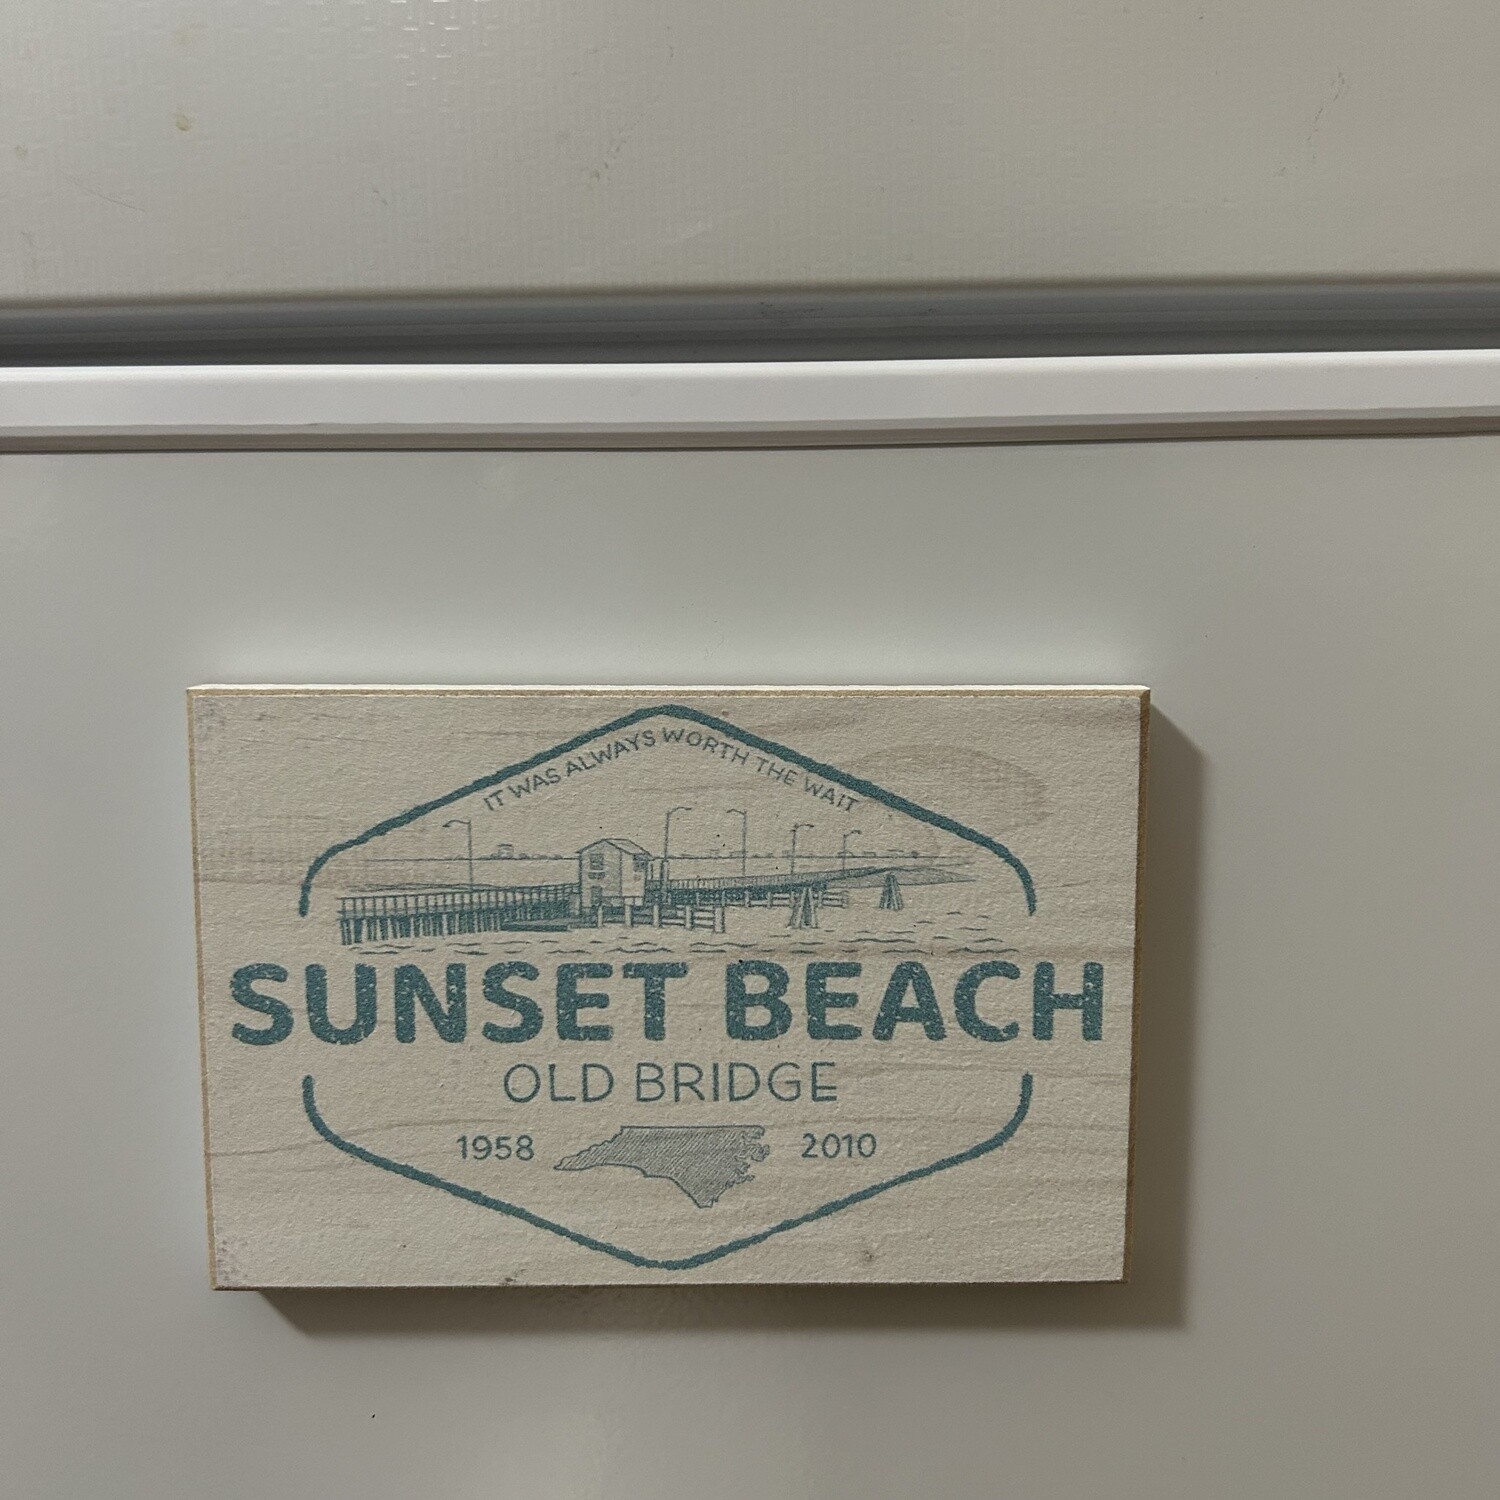 IT WAS ALWAYS WORTH THE WAIT
SUNSET BEACH
OLD BRIDGE
1958 2010